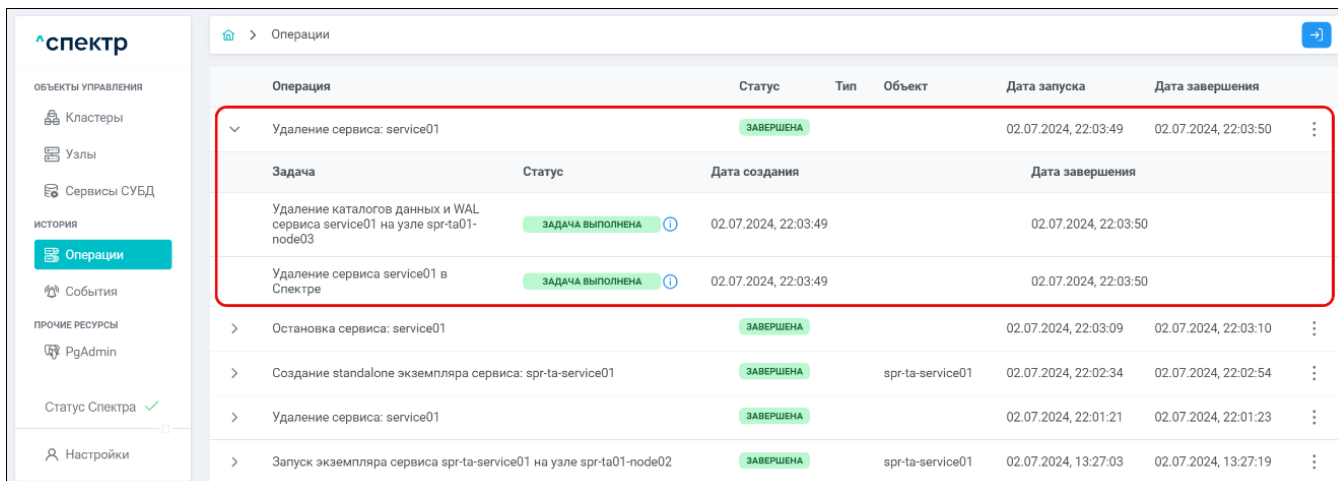 ^спектр
ОБЪЕКТЫ УПРАВЛЕНИЯ
Кластеры
Узлы
Сервисы СУБД
ИСТОРИЯ
Операции
События
ПРОЧИЕ РЕСУРСЫ
PgAdmin
Статус Спектра
Настройки
Операции
Операция Статус Тип Объект Дата запуска Дата завершения
Удаление сервиса: service01 ЗАВЕРШЕНА 02.07.2024, 22:03:49 02.07.2024, 22:03:50
Задача Статус Дата создания Дата завершения
Удаление каталогов данных и WAL
сервиса service01 на узле spr-ta01-
node03
ЗАДАЧА ВЫПОЛНЕНА 02.07.2024, 22:03:49 02.07.2024, 22:03:50
Удаление сервиса service01 в
Спектре
ЗАДАЧА ВЫПОЛНЕНА 02.07.2024, 22:03:49 02.07.2024, 22:03:50
Остановка сервиса: service01 ЗАВЕРШЕНА 02.07.2024, 22:03:09 02.07.2024, 22:03:10
Создание standalone экземпляра сервиса: spr-ta-service01 ЗАВЕРШЕНА spr-ta-service01 02.07.2024, 22:02:34 02.07.2024, 22:02:54
Удаление сервиса: service01 ЗАВЕРШЕНА 02.07.2024, 22:01:21 02.07.2024, 22:01:23
Запуск экземпляра сервиса spr-ta-service01 на узле spr-ta01-node02 ЗАВЕРШЕНА spr-ta-service01 02.07.2024, 13:27:03 02.07.2024, 13:27:19